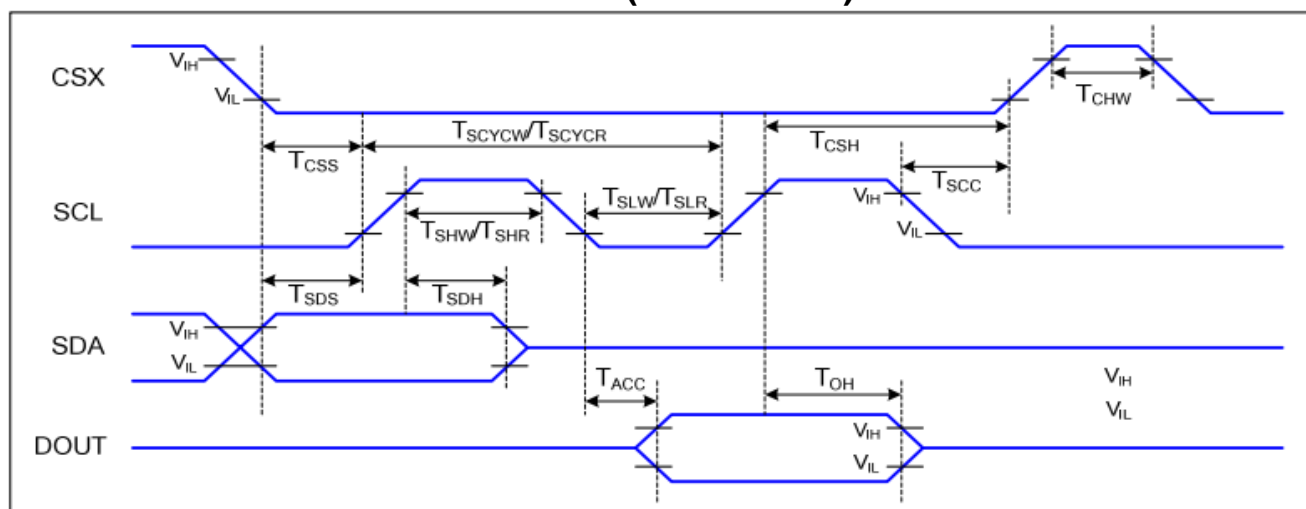 CSX
VIH
VIL
TCSS
TSCYCW/TSCYCR
TCSH
TCHW
TSCC
SCL
TSHW/TSHR
TSLW/TSLR
VIH
VIL
TSDS
TSDH
SDA
VIH
VIL
TACC
TOH
VIH
VIL
DOUT
VIH
VIL